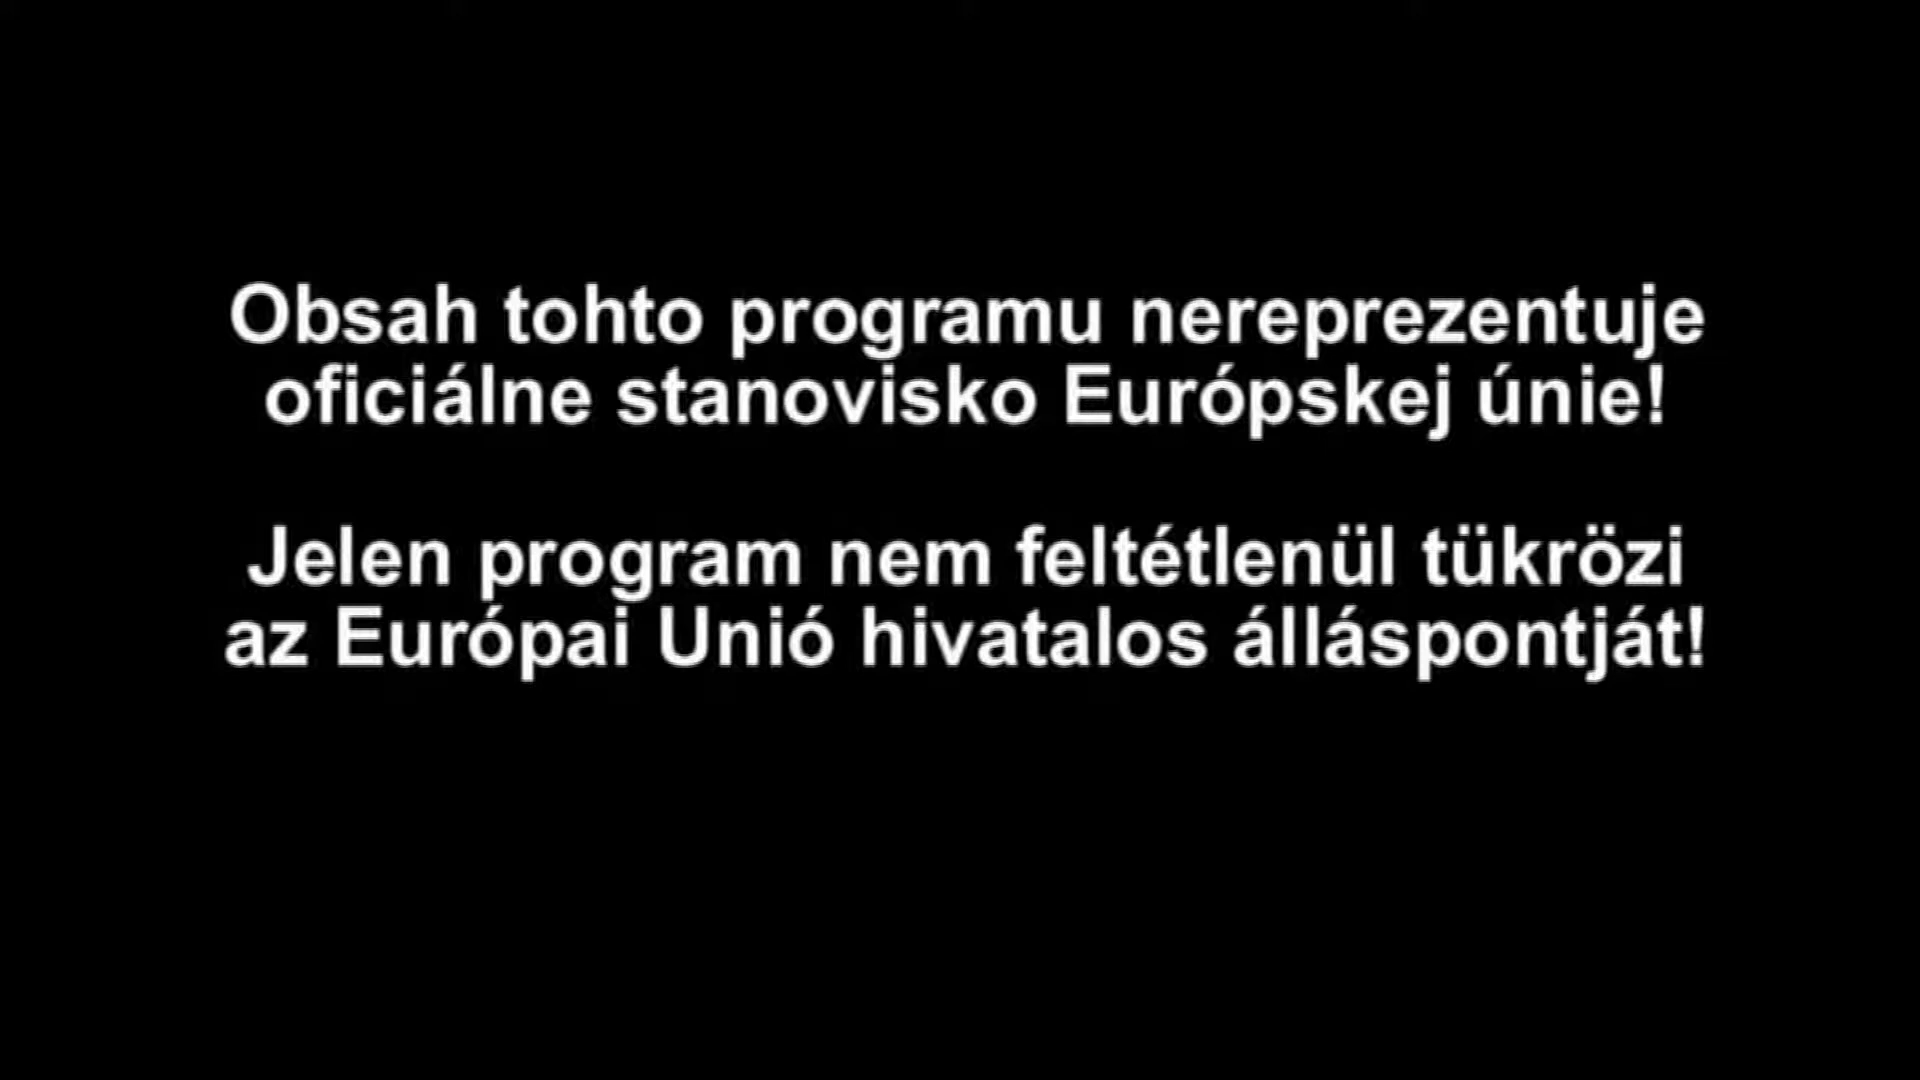 Obsah tohto programu nereprezentuje
oficiálne stanovisko Európskej únie!
Jelen program nem feltétlenül tükrözi
az Európai Unió hivatalos álláspontját!